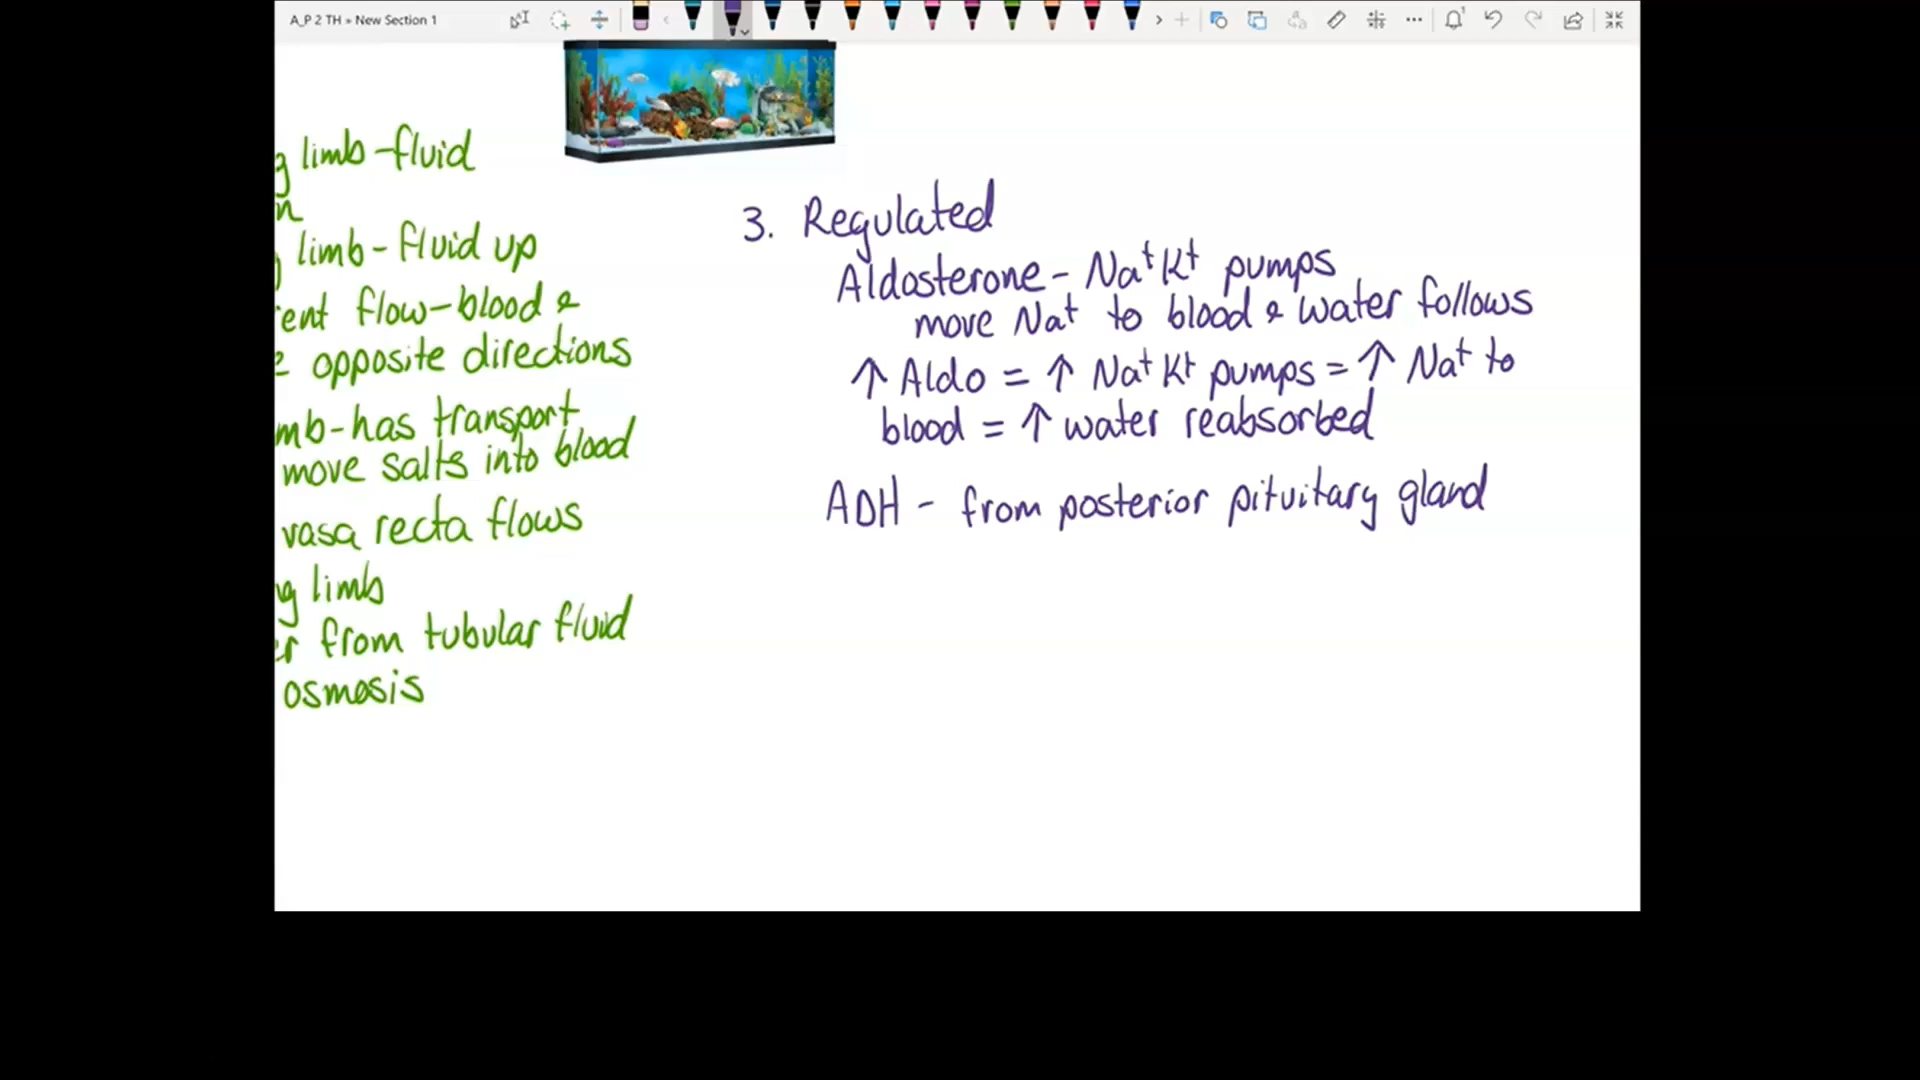 A_P 2 TH » New Section 1
limb-fluid
limb-fluid up
flow-blood &
opposite directions
-has transport
move salts into blood
vasa recta flows
limb
from tubular fluid
osmosis
3. Regulated
Aldosterone - Na⁺K⁺ pumps
move Na⁺ to blood & water follows
↑ Aldo = ↑ Na⁺K⁺ pumps = ↑ Na⁺ to
blood = ↑ water reabsorbed
ADH - from posterior pituitary gland